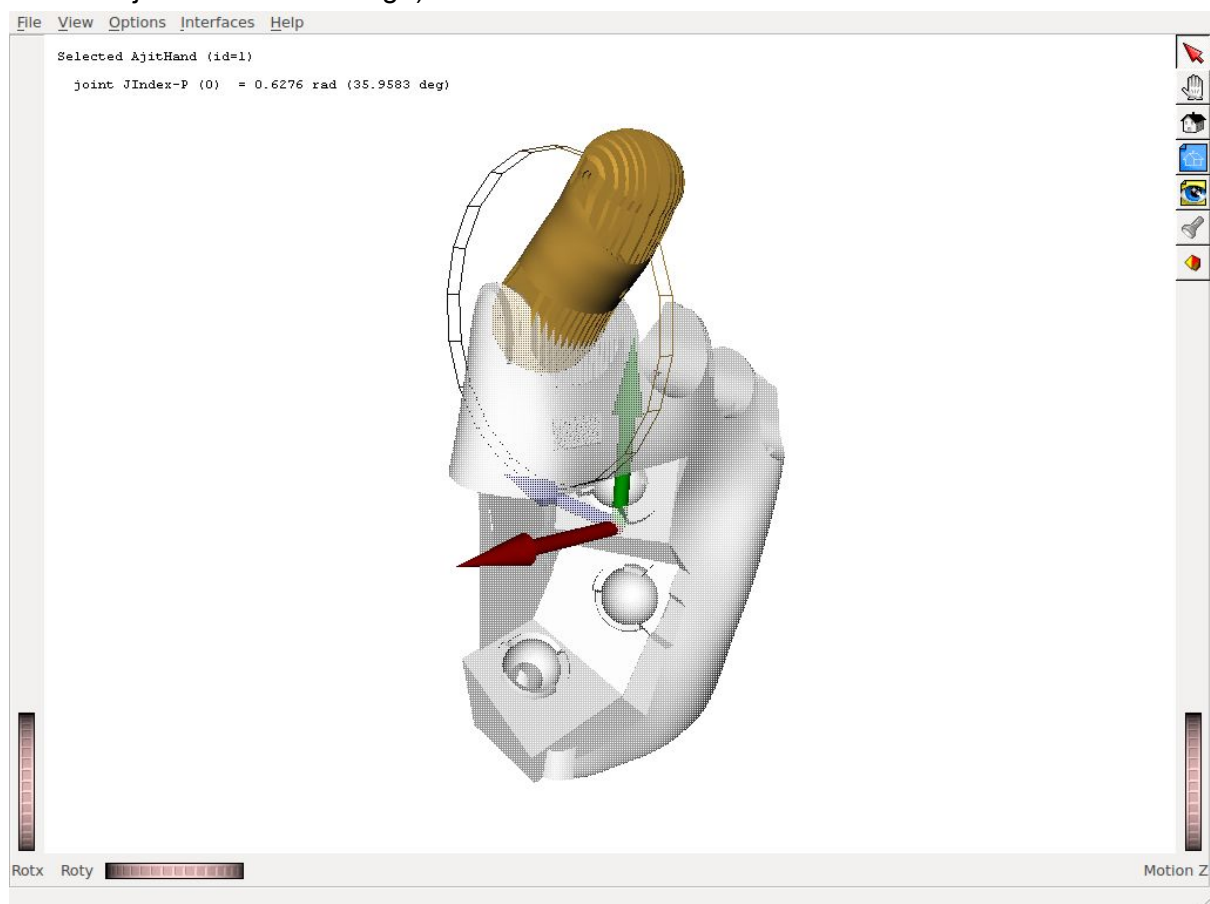 File View Options Interfaces Help
Selected AjitHand (id=1)
joint JIndex-P (0) = 0.6276 rad (35.9583 deg)
Rotx Roty Motion Z